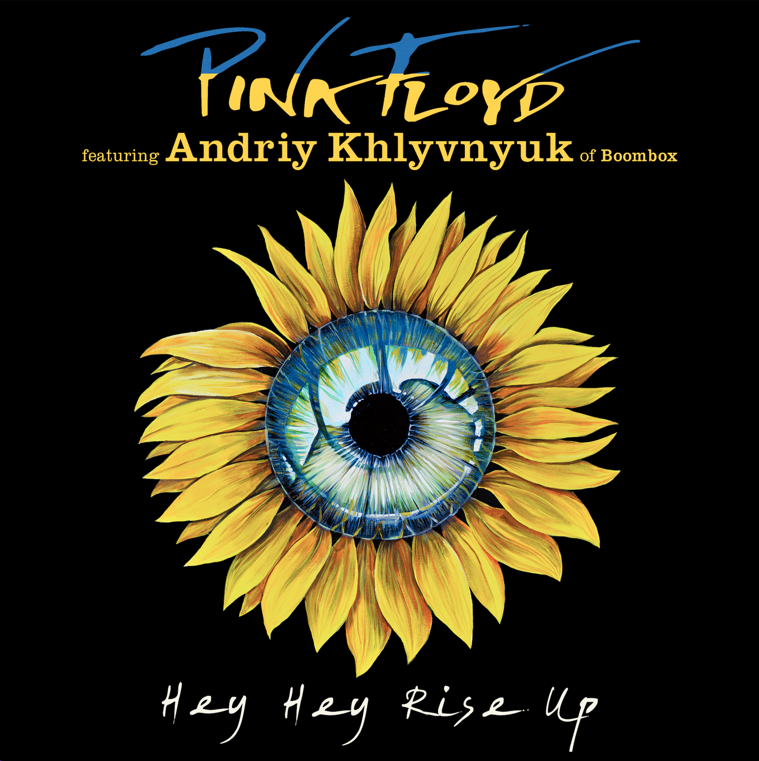 PINK FLOYD
featuring Andriy Khlyvnyuk of Boombox
Hey Hey Rise Up